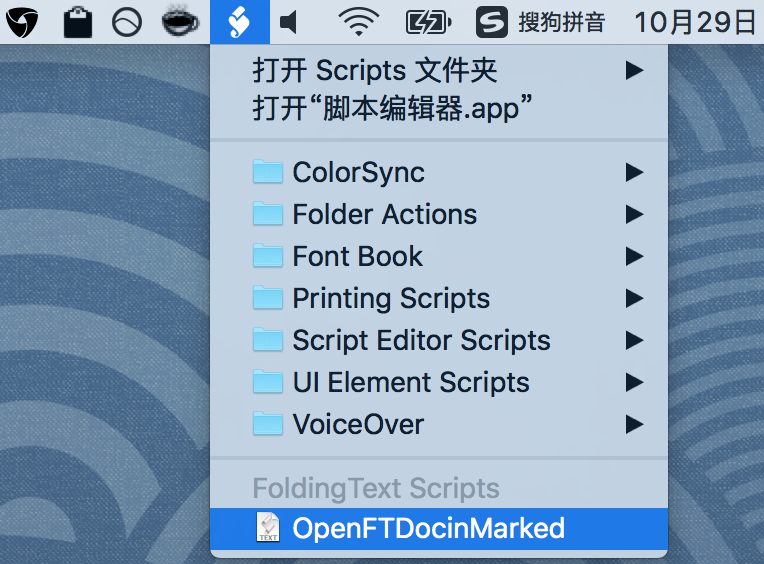 搜狗拼音 10月29日
打开 Scripts 文件夹
打开“脚本编辑器.app”
ColorSync
Folder Actions
Font Book
Printing Scripts
Script Editor Scripts
UI Element Scripts
VoiceOver
FoldingText Scripts
TEXT OpenFTDocinMarked